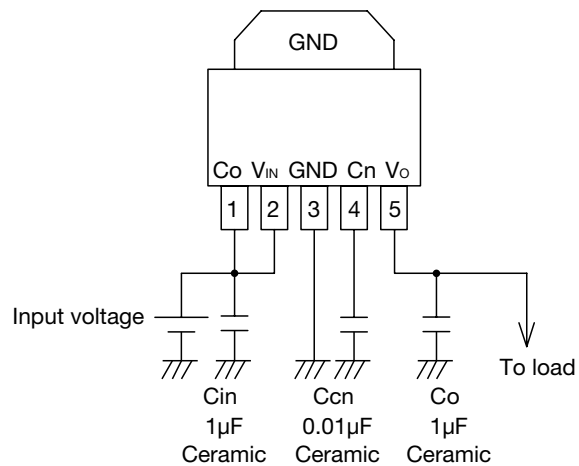 GND
Co VIN GND Cn VO
1 2 3 4 5
Input voltage
To load
Cin Ccn Co
1µF 0.01µF 1µF
Ceramic Ceramic Ceramic